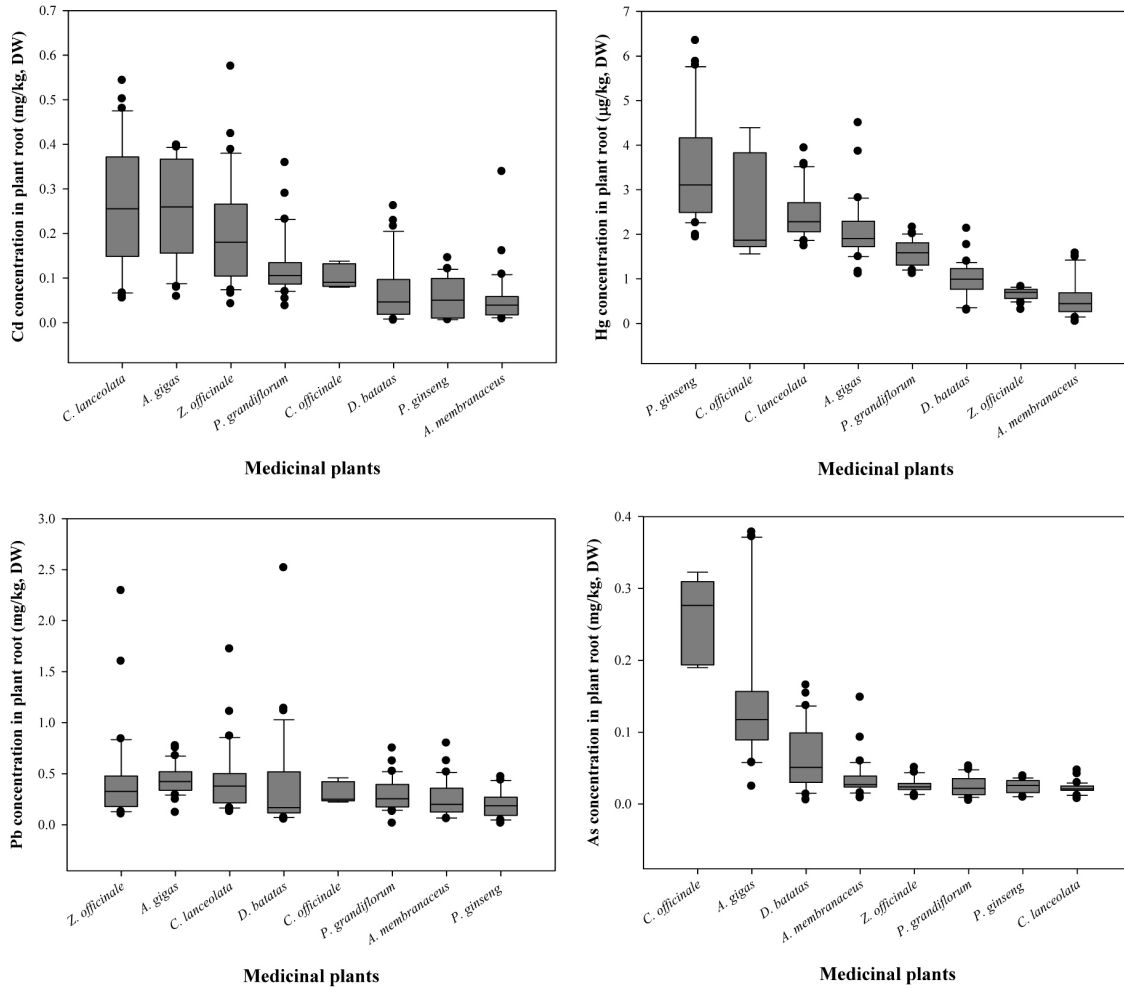 Cd concentration in plant root (mg/kg, DW)
0.7
0.6
0.5
0.4
0.3
0.2
0.1
0.0
C. lanceolata
A. gigas
Z. officinale
P. grandiflorum
C. officinale
D. batatas
P. ginseng
A. membranaceus
Medicinal plants
Hg concentration in plant root (µg/kg, DW)
7
6
5
4
3
2
1
0
P. ginseng
C. officinale
C. lanceolata
A. gigas
P. grandiflorum
D. batatas
Z. officinale
A. membranaceus
Medicinal plants
Pb concentration in plant root (mg/kg, DW)
3.0
2.5
2.0
1.5
1.0
0.5
0.0
Z. officinale
A. gigas
C. lanceolata
D. batatas
C. officinale
P. grandiflorum
A. membranaceus
P. ginseng
Medicinal plants
As concentration in plant root (mg/kg, DW)
0.4
0.3
0.2
0.1
0.0
C. officinale
A. gigas
D. batatas
A. membranaceus
Z. officinale
P. grandiflorum
P. ginseng
C. lanceolata
Medicinal plants